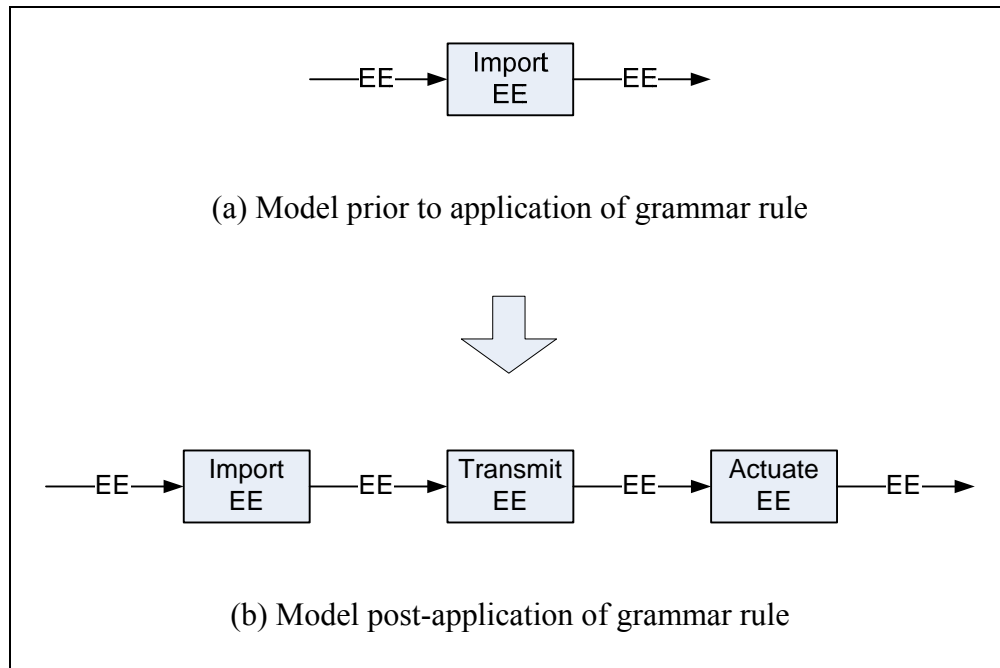 EE Import EE EE
(a) Model prior to application of grammar rule
EE Import EE EE Transmit EE EE Actuate EE EE
(b) Model post-application of grammar rule